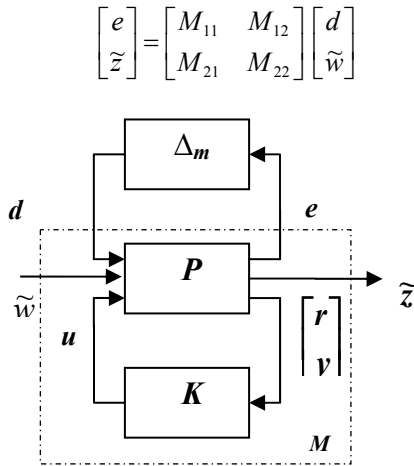 [e z̃] = [M₁₁ M₁₂ M₂₁ M₂₂] [d w̃]
Δm
d e
P
w̃ z̃
u [r v]
K
M